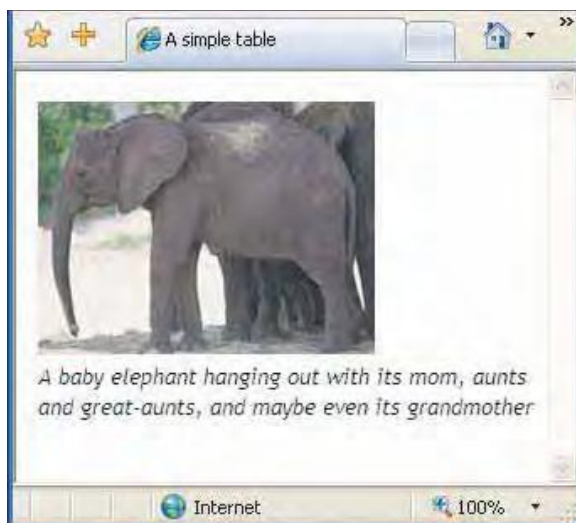 A simple table
»
A baby elephant hanging out with its mom, aunts
and great-aunts, and maybe even its grandmother
Internet
100%